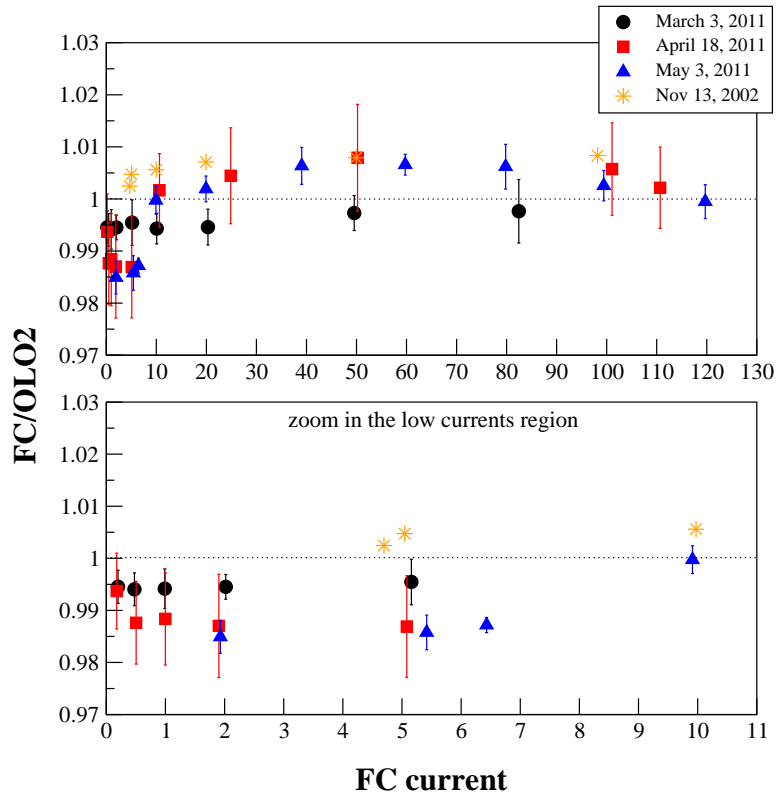 March 3, 2011
April 18, 2011
May 3, 2011
Nov 13, 2002
1.03
1.02
1.01
1
0.99
0.98
0.97
0 10 20 30 40 50 60 70 80 90 100 110 120 130
FC/OLO2
zoom in the low currents region
1.03
1.02
1.01
1
0.99
0.98
0.97
0 1 2 3 4 5 6 7 8 9 10 11
FC current